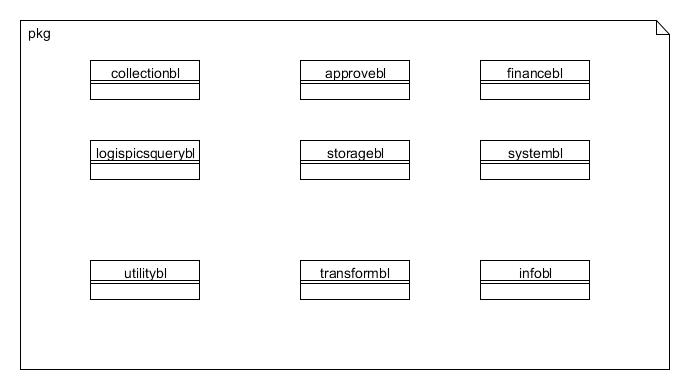 pkg
collectionbl
approvebl
financebl
logispicsquerybl
storagebl
systembl
utilitybl
transformbl
infobl